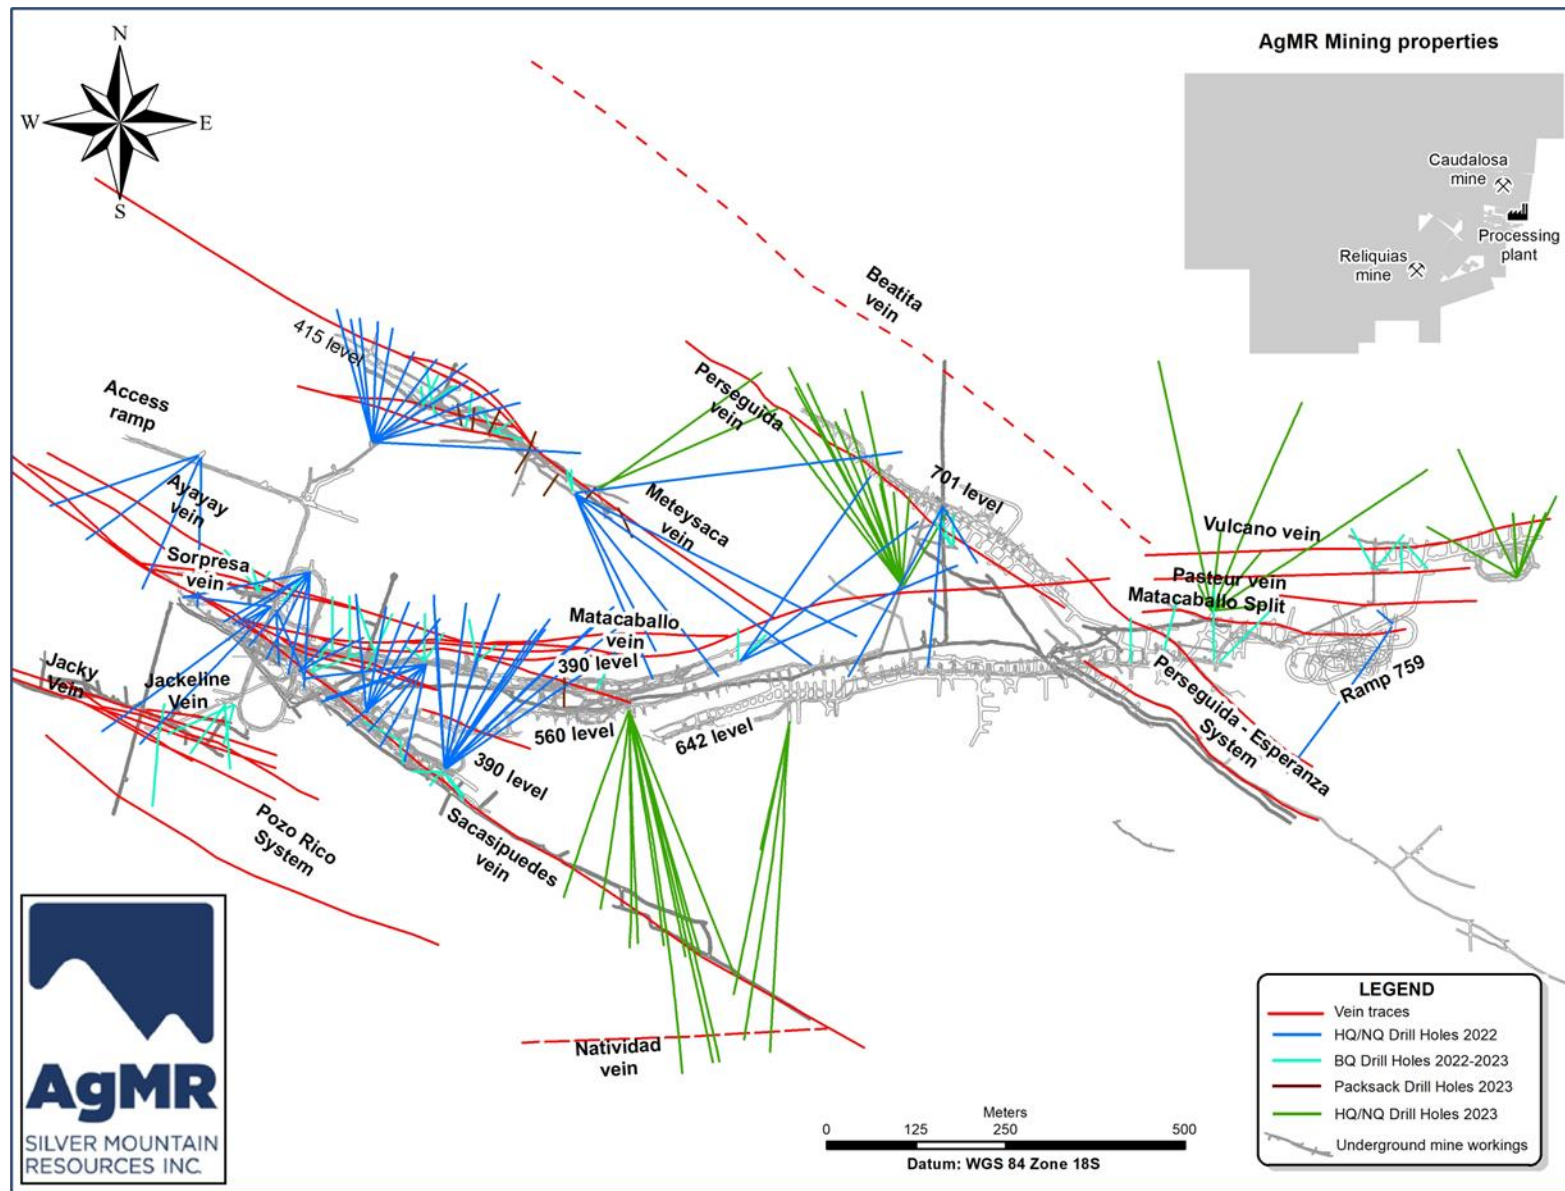 AgMR Mining properties
N
W
E
S
Caudalosa
mine
Processing
plant
Reliquias
mine
Beatita
vein
415 level
Access
ramp
Perseguida
vein
701 level
Ayayay
vein
Meteysaca
vein
Vulcano vein
Sorpresa
vein
Pasteur vein
Matacaballo Split
Matacaballo
vein
390 level
Jacky
Vein
Jackeline
Vein
Perseguida - Esperanza
System
Ramp 759
560 level
642 level
390 level
Pozo Rico
System
Sacasipuedes
vein
Natividad
vein
AgMR
SILVER MOUNTAIN
RESOURCES INC.
Meters
0 125 250 500
Datum: WGS 84 Zone 18S
LEGEND
Vein traces
HQ/NQ Drill Holes 2022
BQ Drill Holes 2022-2023
Packsack Drill Holes 2023
HQ/NQ Drill Holes 2023
Underground mine workings